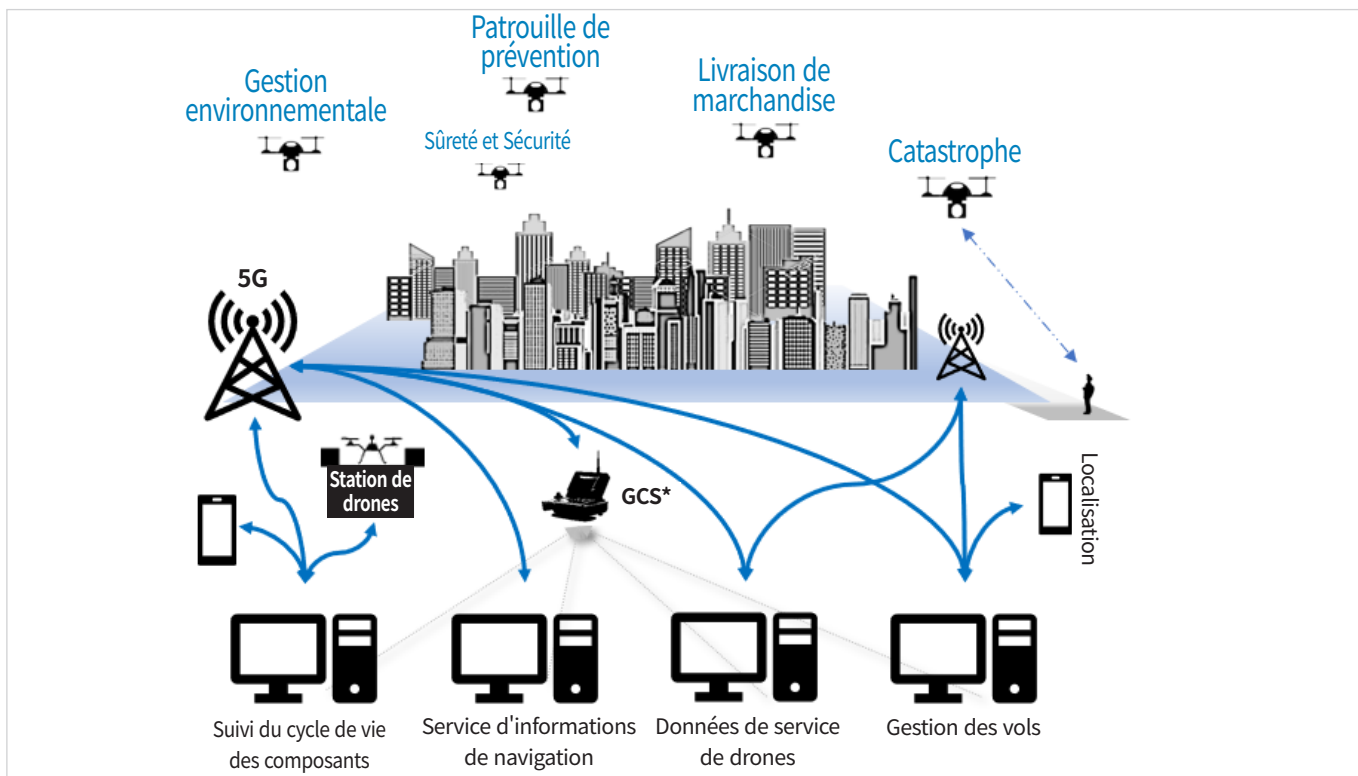 Patrouille de
prévention
Gestion
environnementale
Livraison de
marchandise
Sûreté et Sécurité
Catastrophe
5G
Station de
drones
GCS*
Localisation
Suivi du cycle de vie
des composants
Service d'informations
de navigation
Données de service
de drones
Gestion des vols